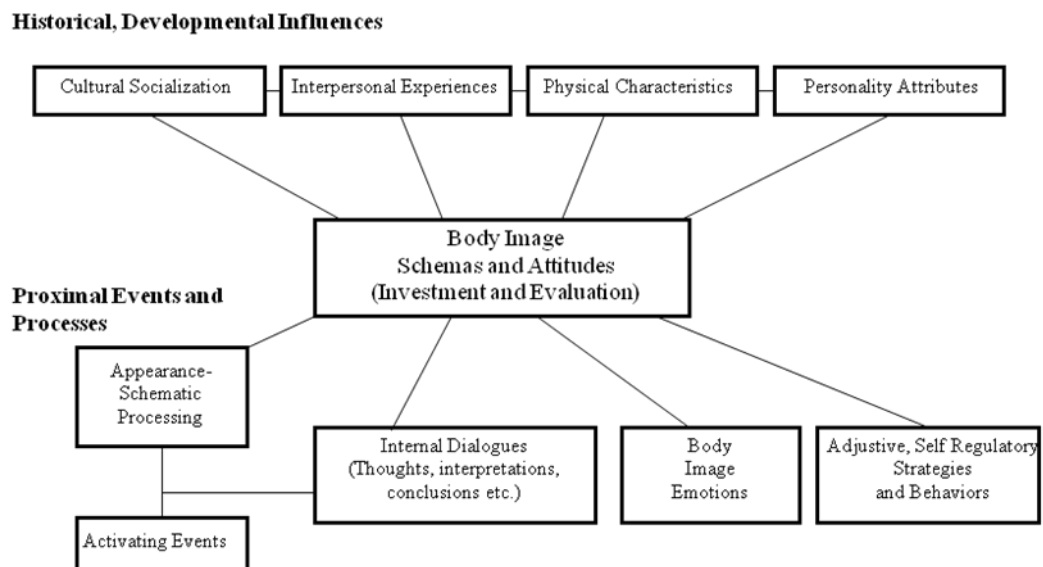 Historical, Developmental Influences
Cultural Socialization
Interpersonal Experiences
Physical Characteristics
Personality Attributes
Body Image
Schemas and Attitudes
(Investment and Evaluation)
Proximal Events and
Processes
Appearance-
Schematic
Processing
Internal Dialogues
(Thoughts, interpretations,
conclusions etc.)
Body
Image
Emotions
Adjustive, Self Regulatory
Strategies
and Behaviors
Activating Events